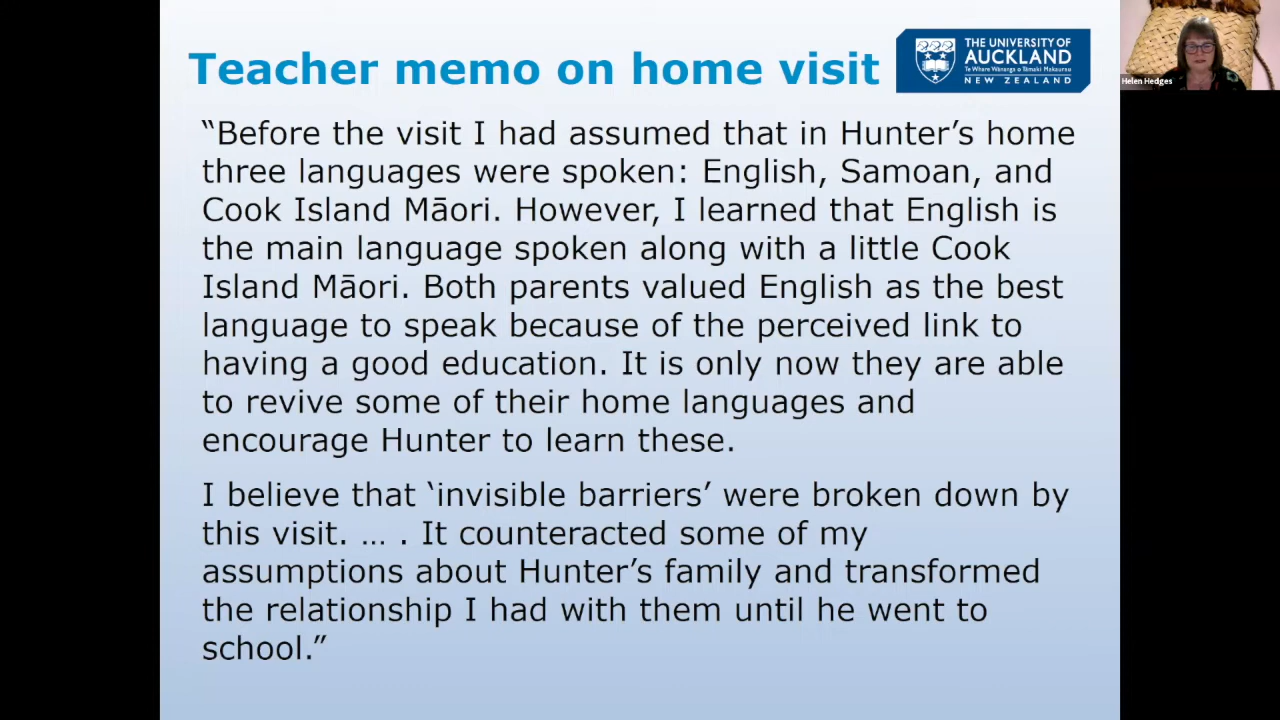 Teacher memo on home visit
THE UNIVERSITY OF
AUCKLAND
Te Whare Wānanga o Tāmaki Makaurau
NEW ZEALAND
Helen Hedges
“Before the visit I had assumed that in Hunter’s home
three languages were spoken: English, Samoan, and
Cook Island Māori. However, I learned that English is
the main language spoken along with a little Cook
Island Māori. Both parents valued English as the best
language to speak because of the perceived link to
having a good education. It is only now they are able
to revive some of their home languages and
encourage Hunter to learn these.
I believe that ‘invisible barriers’ were broken down by
this visit. … . It counteracted some of my
assumptions about Hunter’s family and transformed
the relationship I had with them until he went to
school.”